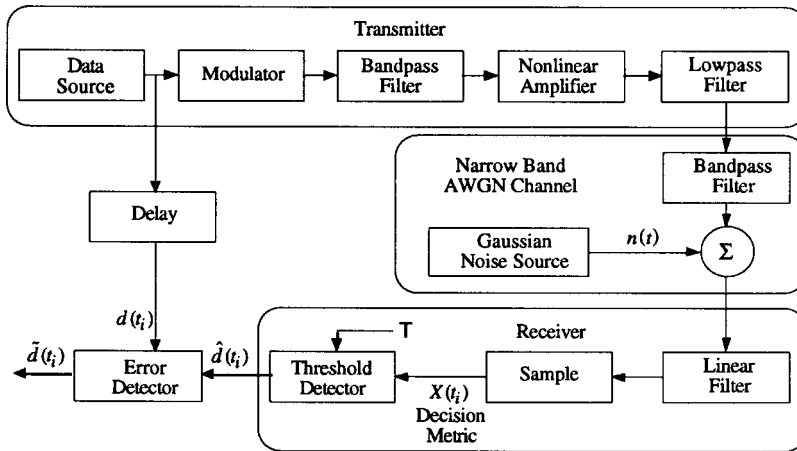 Transmitter
Data
Source
Modulator
Bandpass
Filter
Nonlinear
Amplifier
Lowpass
Filter
Narrow Band
AWGN Channel
Bandpass
Filter
Delay
Gaussian
Noise Source
n(t)
Σ
d(t_i)
Receiver
T
d̃(t_i)
Error
Detector
d̂(t_i)
Threshold
Detector
X(t_i)
Decision
Metric
Sample
Linear
Filter